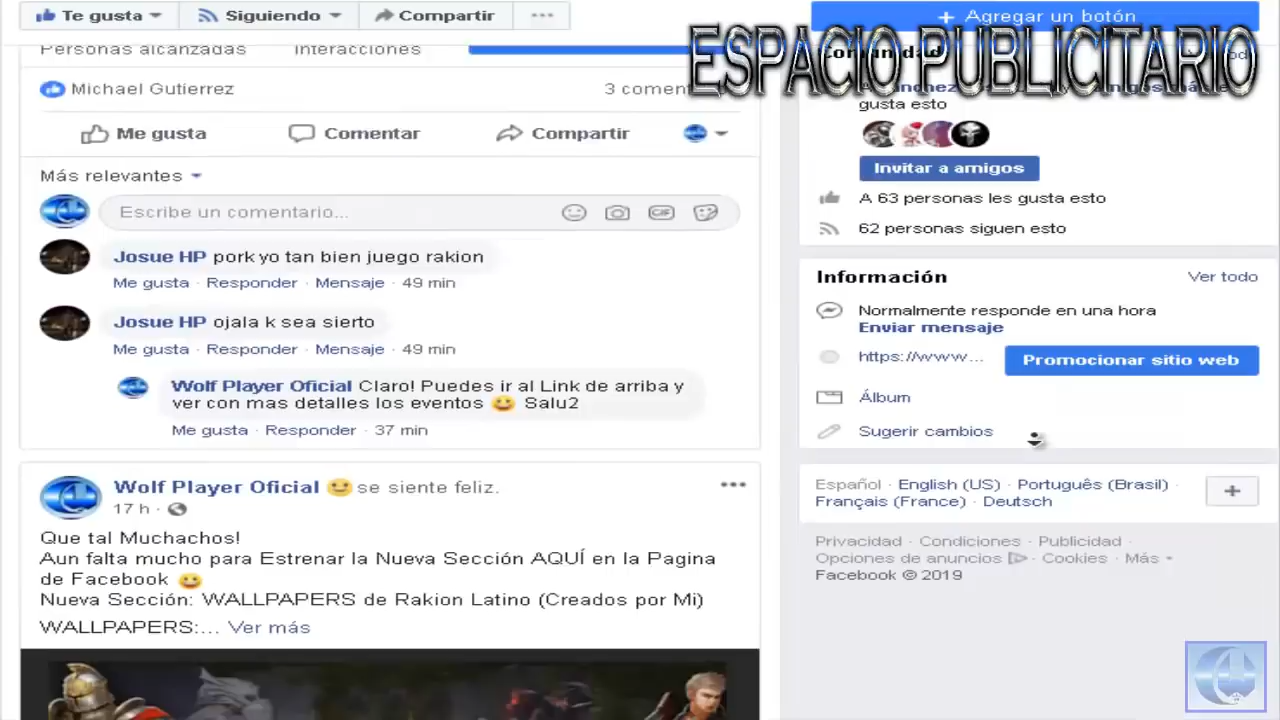 Te gusta
Siguiendo
Compartir
Agregar un botón
ESPACIO PUBLICITARIO
Personas alcanzadas
Interacciones
Comunidad
Michael Gutierrez
3 coment
gusta esto
Me gusta
Comentar
Compartir
Invitar a amigos
Más relevantes
A 63 personas les gusta esto
Escribe un comentario...
GIF
62 personas siguen esto
Josue HP pork yo tan bien juego rakion
Me gusta · Responder · Mensaje · 49 min
Información
Ver todo
Normalmente responde en una hora
Enviar mensaje
Josue HP ojala k sea sierto
Me gusta · Responder · Mensaje · 49 min
https://www...
Promocionar sitio web
Wolf Player Oficial Claro! Puedes ir al Link de arriba y
ver con mas detalles los eventos 😀 Salu2
Me gusta · Responder · 37 min
Álbum
Sugerir cambios
Wolf Player Oficial 😉 se siente feliz.
17 h ·
Español · English (US) · Português (Brasil) ·
Français (France) · Deutsch
Que tal Muchachos!
Aun falta mucho para Estrenar la Nueva Sección AQUÍ en la Pagina
de Facebook 😀
Nueva Sección: WALLPAPERS de Rakion Latino (Creados por Mi)
WALLPAPERS:... Ver más
Privacidad · Condiciones · Publicidad ·
Opciones de anuncios · Cookies · Más
Facebook © 2019